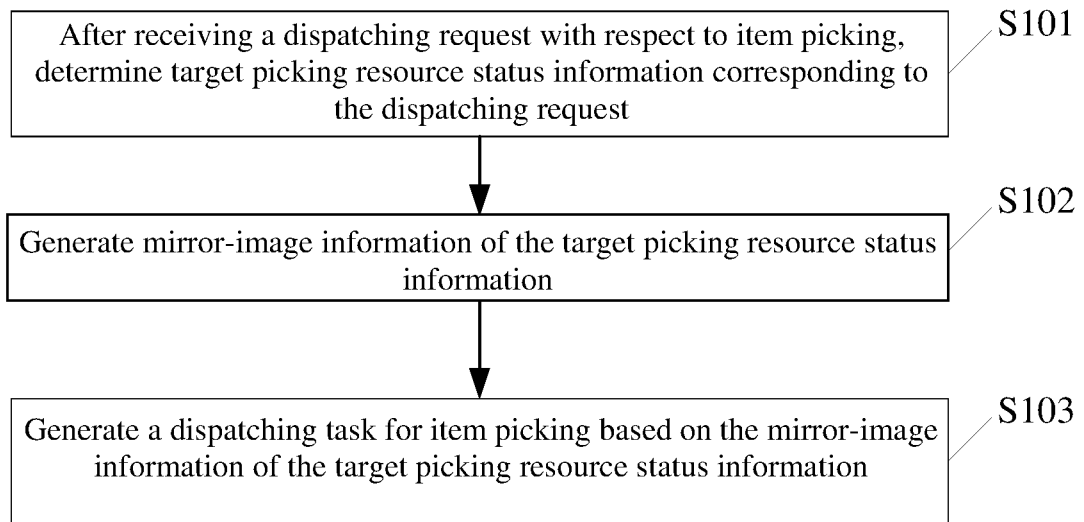 After receiving a dispatching request with respect to item picking,
determine target picking resource status information corresponding to
the dispatching request
S101
Generate mirror-image information of the target picking resource status
information
S102
Generate a dispatching task for item picking based on the mirror-image
information of the target picking resource status information
S103